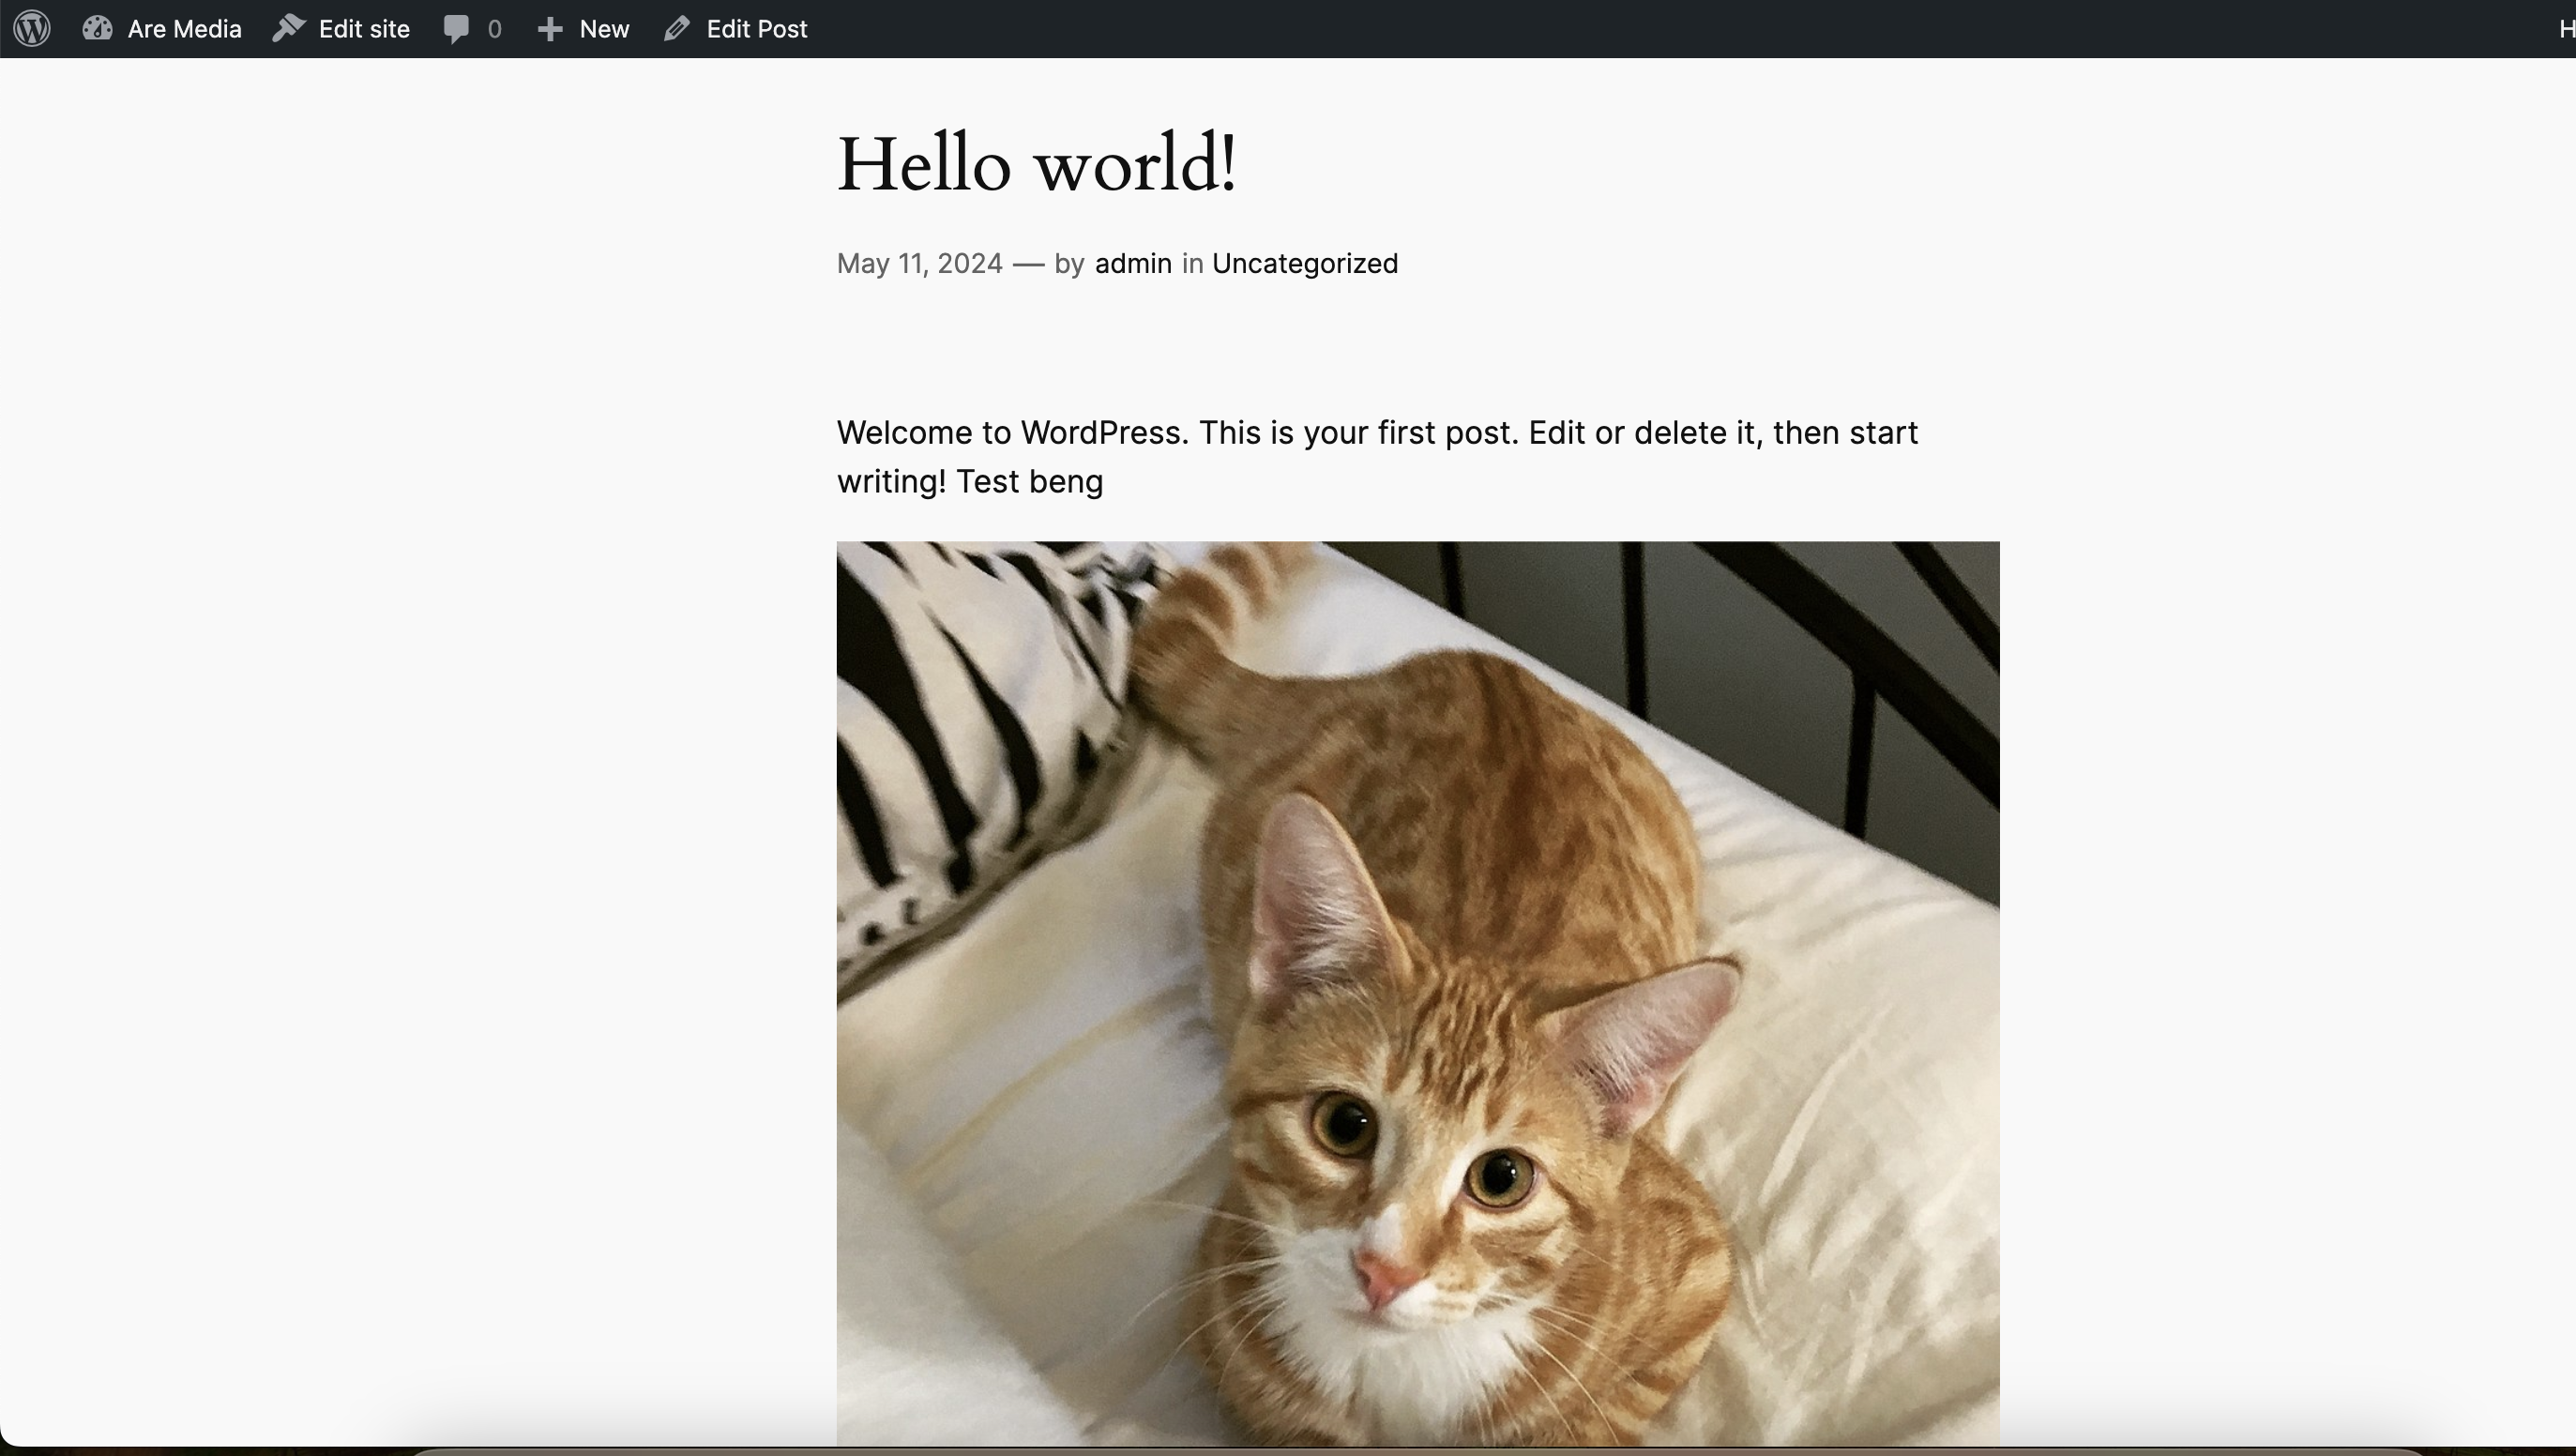 Are Media Edit site 0 New Edit Post
Hello world!
May 11, 2024 — by admin in Uncategorized
Welcome to WordPress. This is your first post. Edit or delete it, then start
writing! Test beng